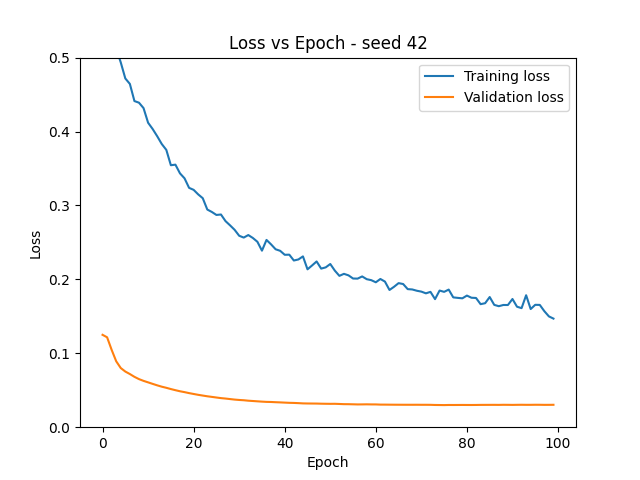 Loss vs Epoch - seed 42
Training loss
Validation loss
Loss
0.5
0.4
0.3
0.2
0.1
0.0
0 20 40 60 80 100
Epoch